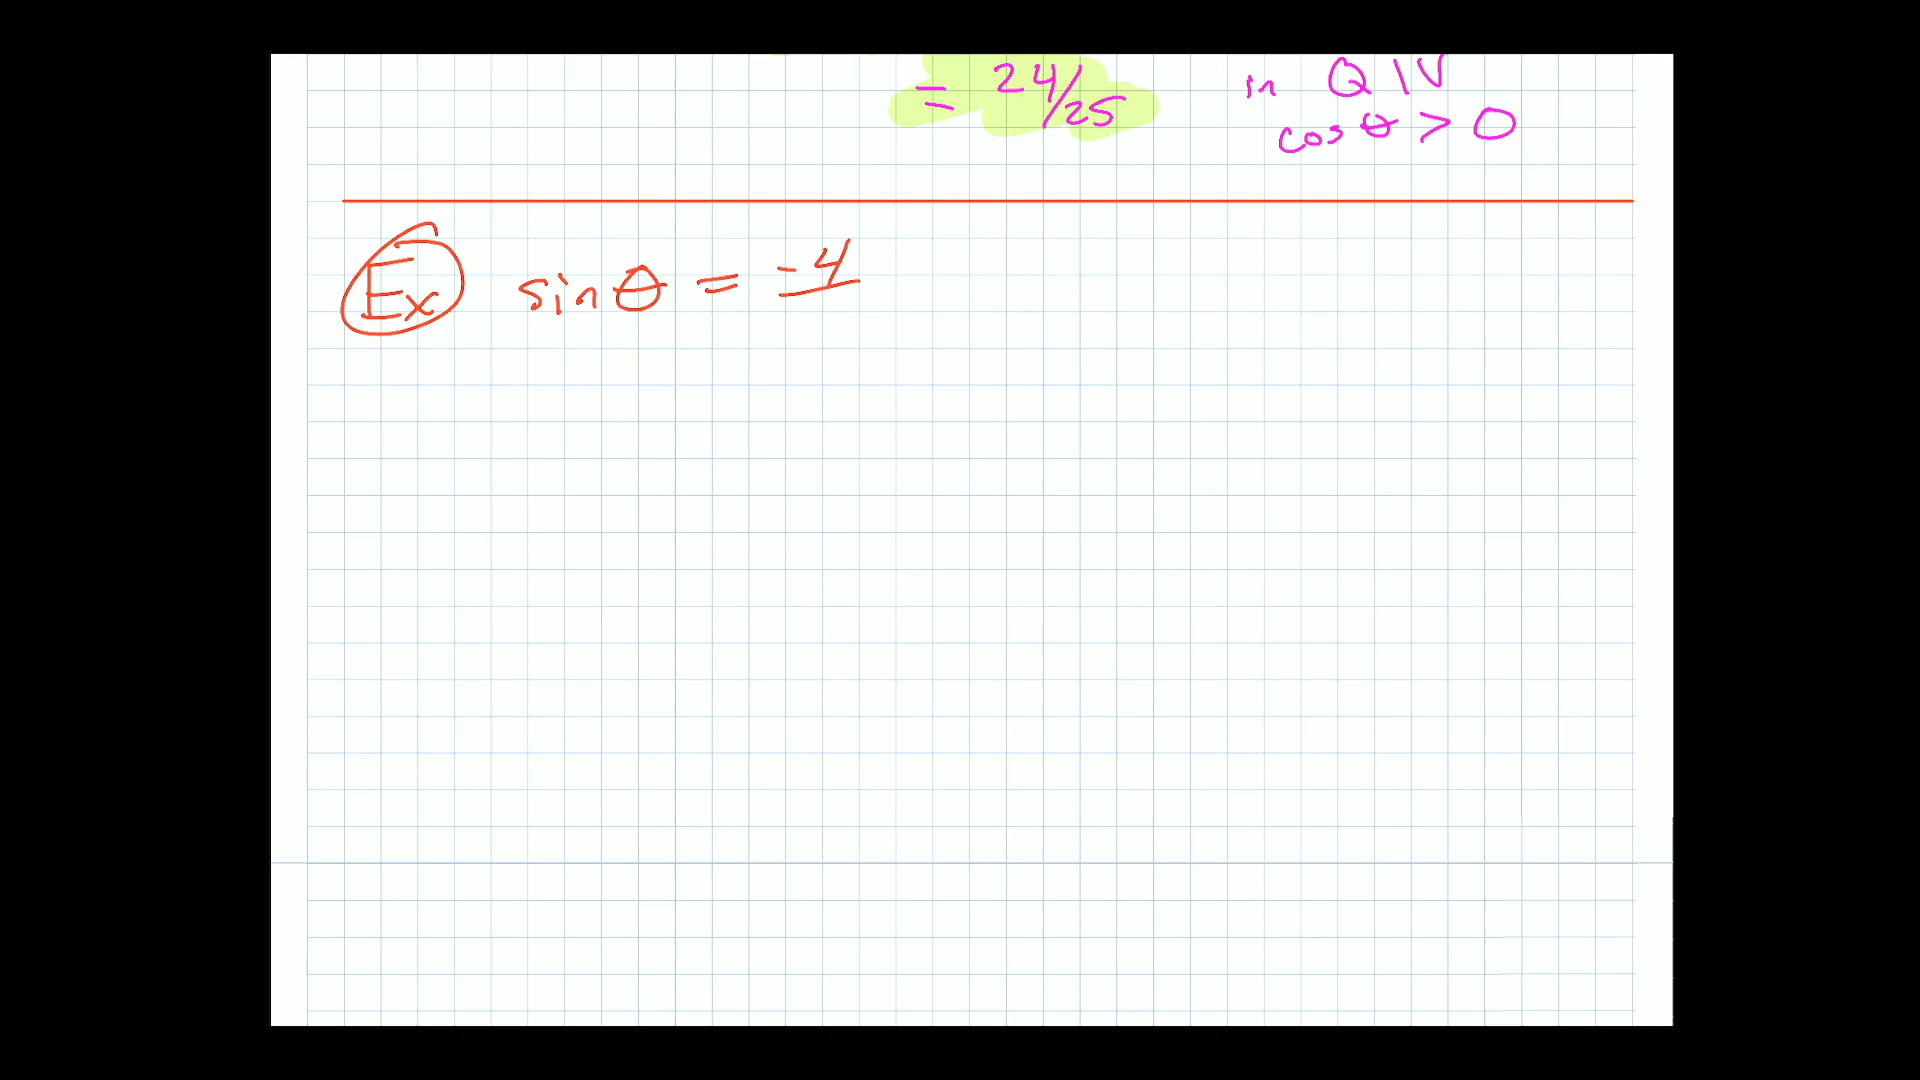 = 24/25
in Q IV
cos θ > 0
Ex sin θ = -4